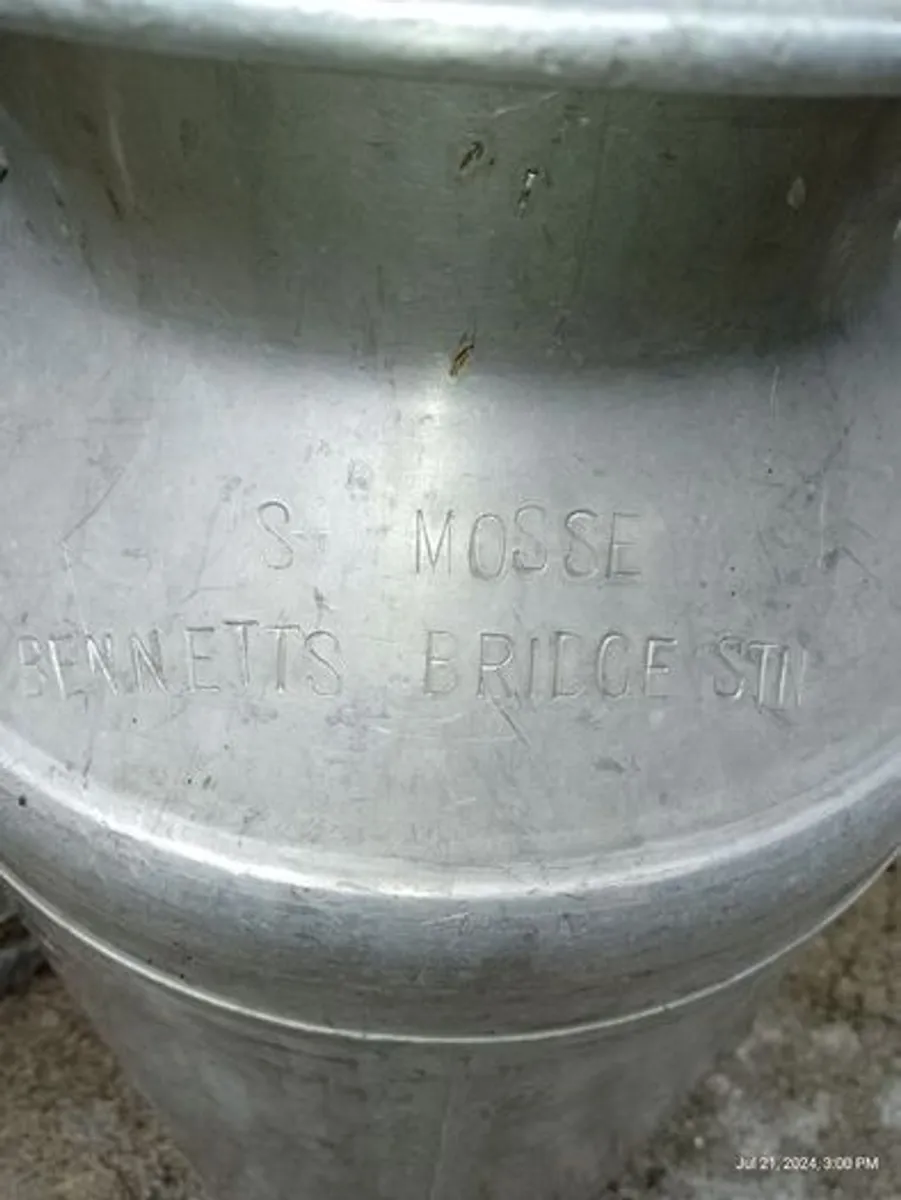 S MOSSE
BENNETTS BRIDGE STN
Jul 21, 2024, 3:00 PM